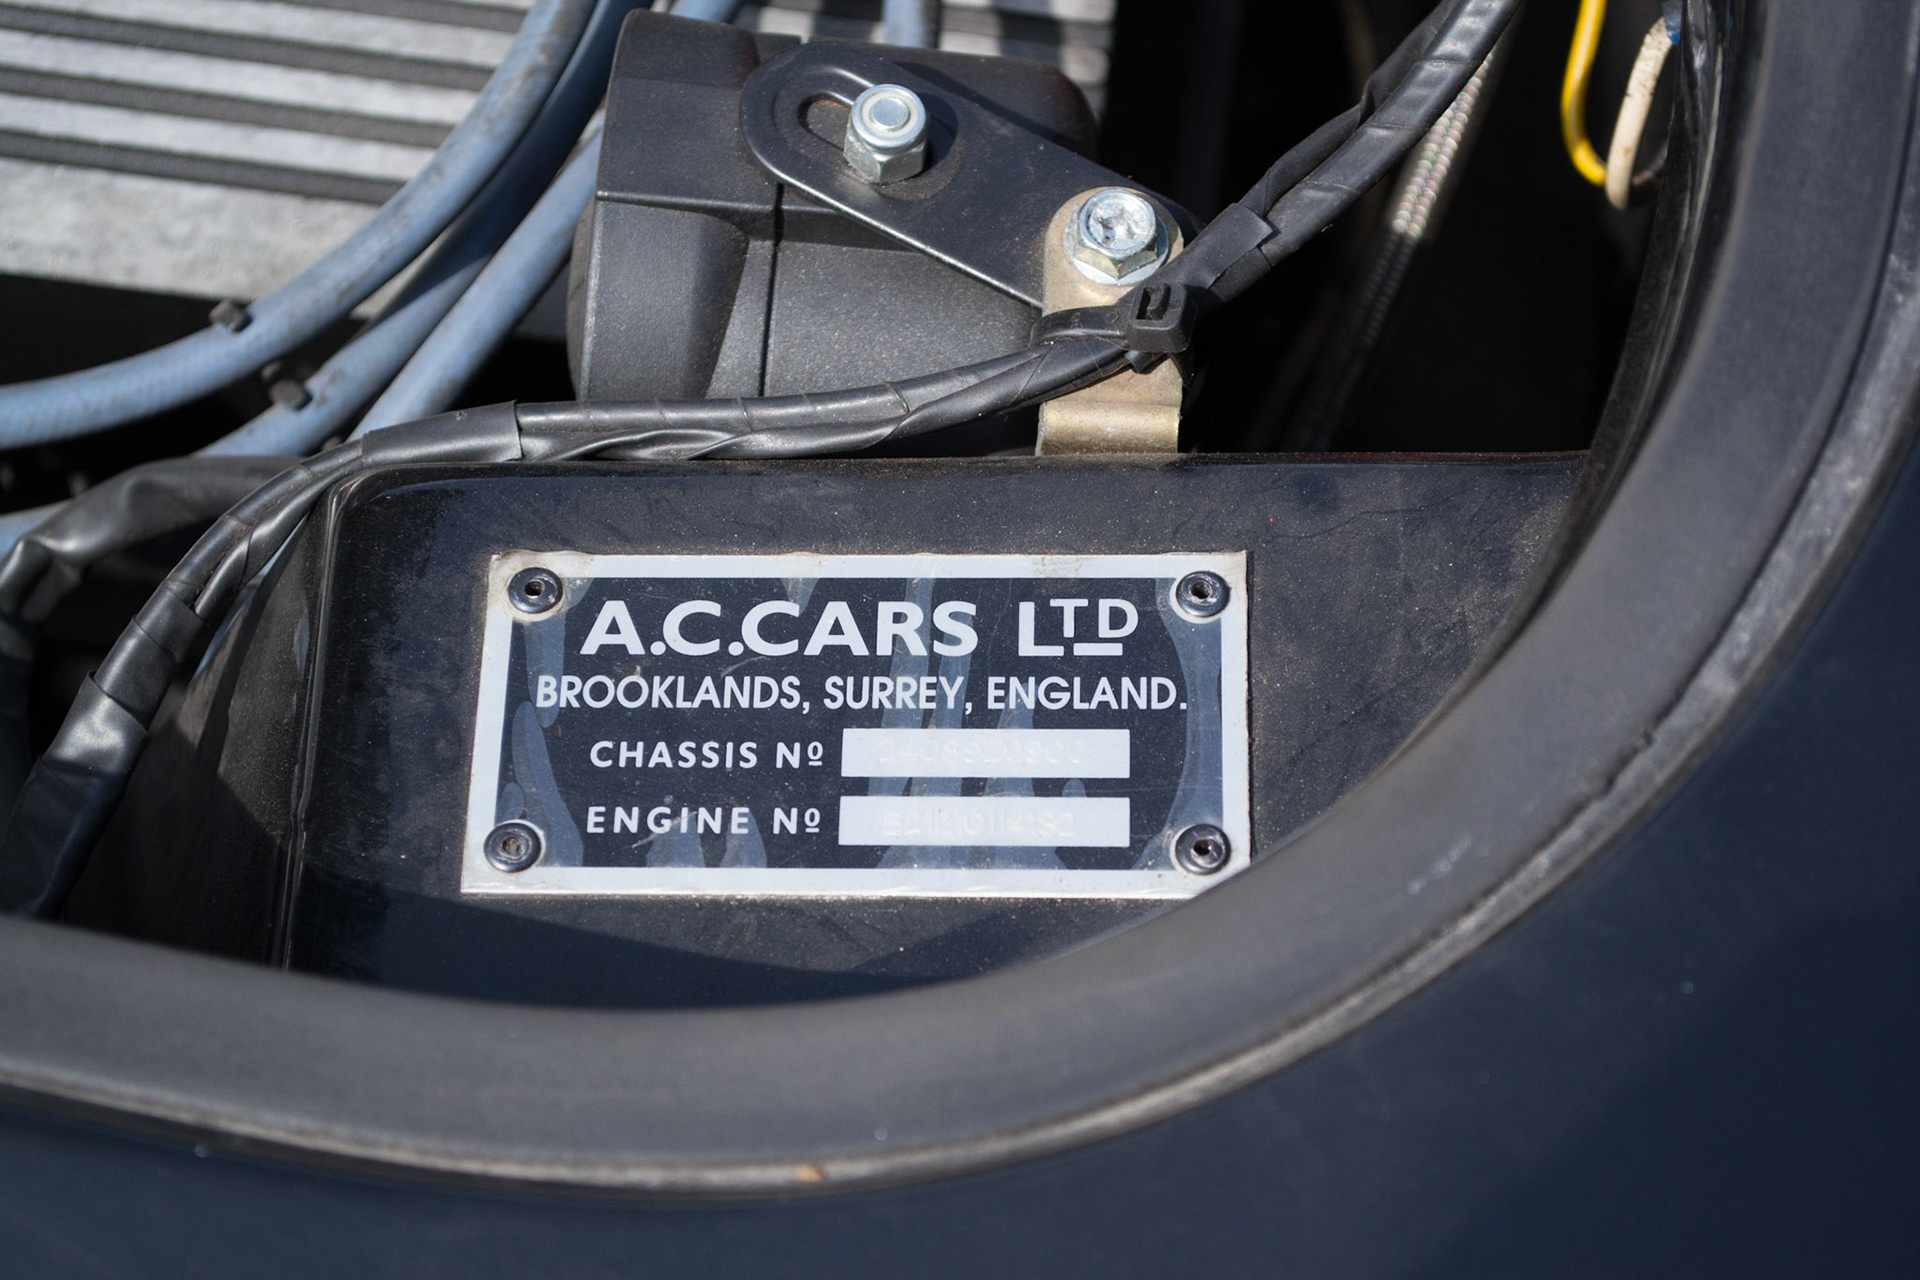 A.C.CARS LTD
BROOKLANDS, SURREY, ENGLAND.
CHASSIS Nº
ENGINE Nº